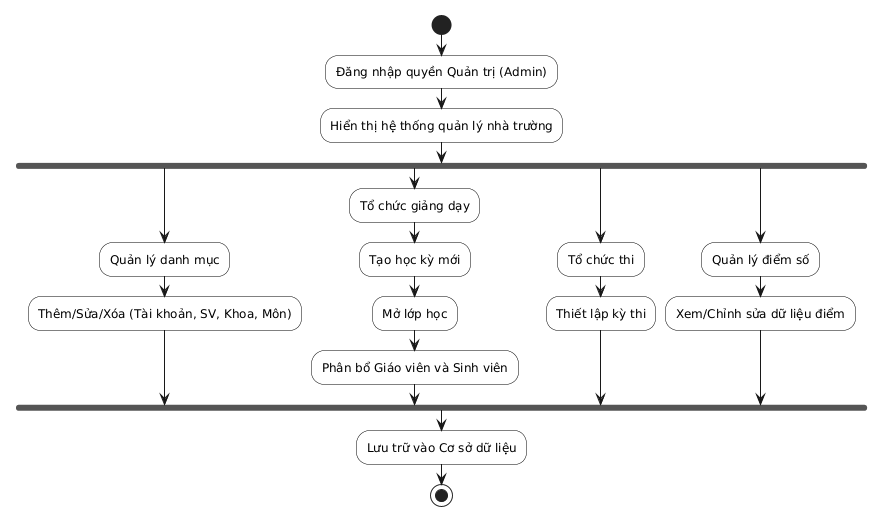 Đăng nhập quyền Quản trị (Admin)
Hiển thị hệ thống quản lý nhà trường
Tổ chức giảng dạy
Quản lý danh mục
Tạo học kỳ mới
Tổ chức thi
Quản lý điểm số
Thêm/Sửa/Xóa (Tài khoản, SV, Khoa, Môn)
Mở lớp học
Thiết lập kỳ thi
Xem/Chỉnh sửa dữ liệu điểm
Phân bổ Giáo viên và Sinh viên
Lưu trữ vào Cơ sở dữ liệu